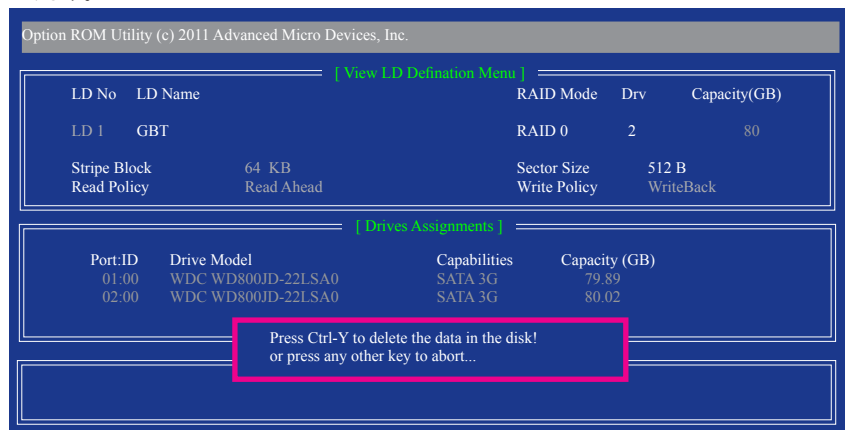 Option ROM Utility (c) 2011 Advanced Micro Devices, Inc.
[ View LD Defination Menu ]
LD No LD Name RAID Mode Drv Capacity(GB)
LD 1 GBT RAID 0 2 80
Stripe Block 64 KB Sector Size 512 B
Read Policy Read Ahead Write Policy WriteBack
[ Drives Assignments ]
Port:ID Drive Model Capabilities Capacity (GB)
01:00 WDC WD800JD-22LSA0 SATA 3G 79.89
02:00 WDC WD800JD-22LSA0 SATA 3G 80.02
Press Ctrl-Y to delete the data in the disk!
or press any other key to abort...